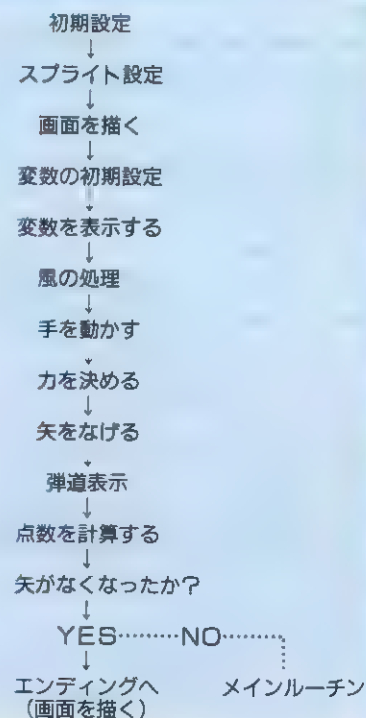 初期設定
↓
スプライト設定
↓
画面を描く
↓
変数の初期設定
↓
変数を表示する
↓
風の処理
↓
手を動かす
↓
力を決める
↓
矢をなげる
↓
弾道表示
↓
点数を計算する
↓
矢がなくなったか?
↓
YES………NO………
↓
エンディングへ メインルーチン
(画面を描く)